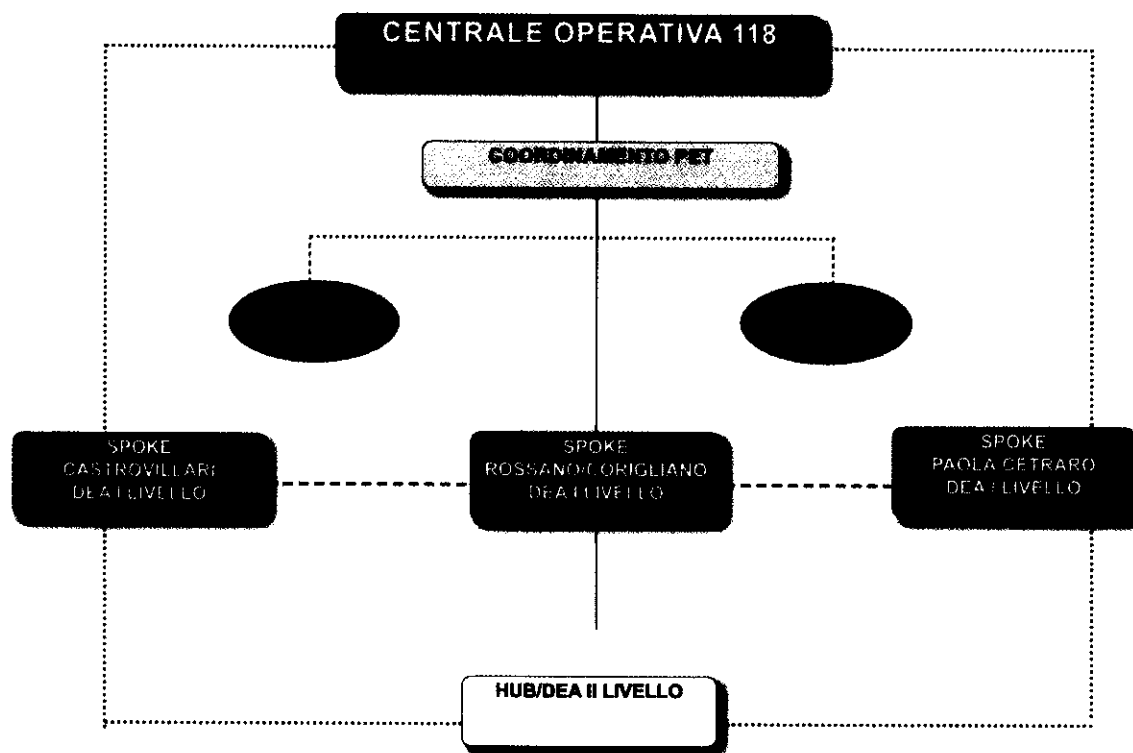 CENTRALE OPERATIVA 118
COORDINAMENTO PET
SPOKE
CASTROVILLARI
DEA I LIVELLO
SPOKE
ROSSANO/CORIGLIANO
DEA I LIVELLO
SPOKE
PAOLA CETRARO
DEA I LIVELLO
HUB/DEA II LIVELLO